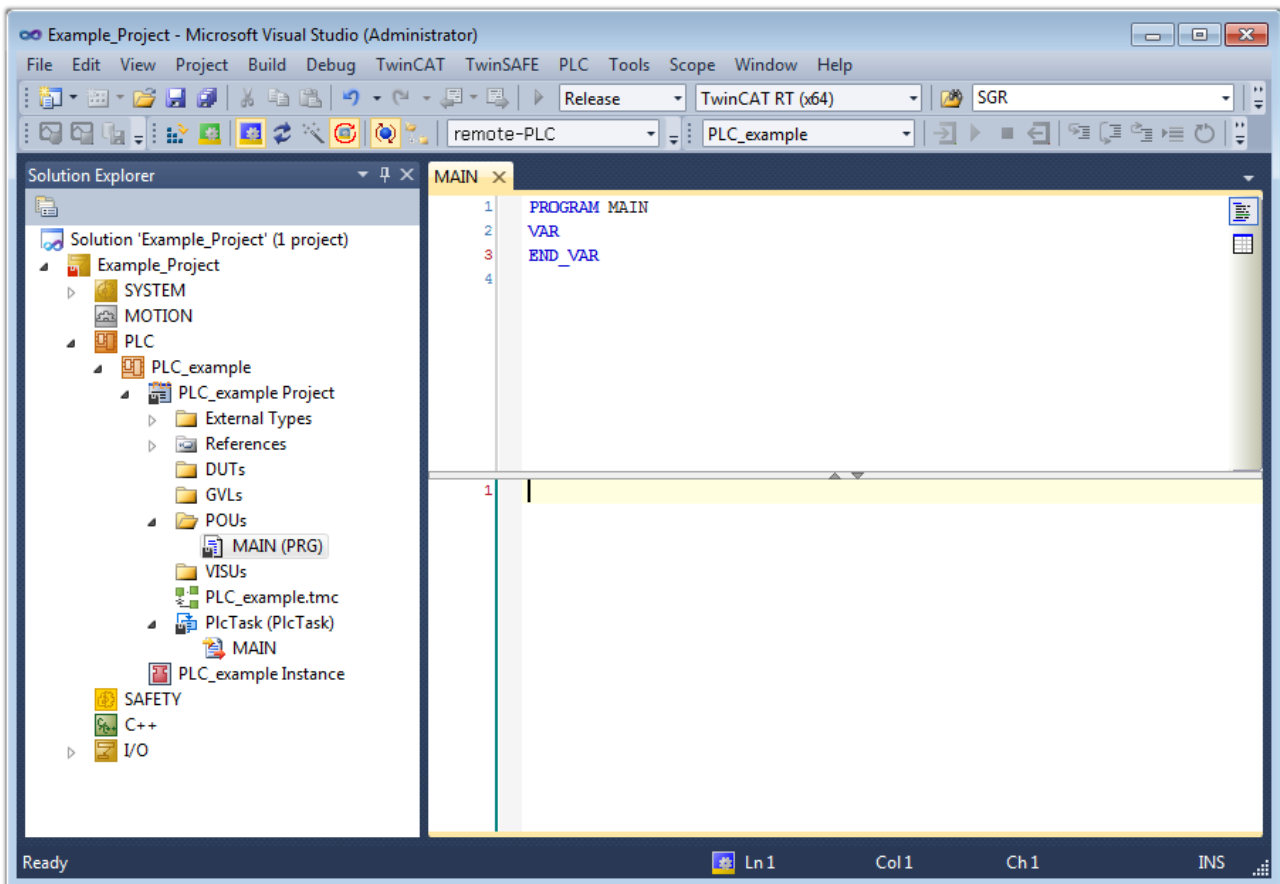 Example_Project - Microsoft Visual Studio (Administrator)
File Edit View Project Build Debug TwinCAT TwinSAFE PLC Tools Scope Window Help
Release TwinCAT RT (x64) SGR
remote-PLC PLC_example
Solution Explorer
Solution 'Example_Project' (1 project)
Example_Project
SYSTEM
MOTION
PLC
PLC_example
PLC_example Project
External Types
References
DUTs
GVLs
POUs
MAIN (PRG)
VISUs
PLC_example.tmc
PlcTask (PlcTask)
MAIN
PLC_example Instance
SAFETY
C++
I/O
MAIN
1 PROGRAM MAIN
2 VAR
3 END_VAR
4
1
Ready Ln 1 Col 1 Ch 1 INS